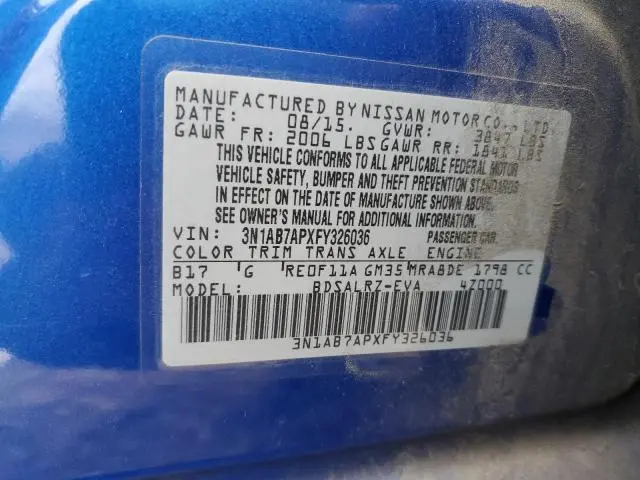 MANUFACTURED BY NISSAN MOTOR CO., LTD
DATE: 08/15. GVWR: 3847 LBS
GAWR FR: 2006 LBS GAWR RR: 1841 LBS
THIS VEHICLE CONFORMS TO ALL APPLICABLE FEDERAL MOTOR
VEHICLE SAFETY, BUMPER AND THEFT PREVENTION STANDARDS
IN EFFECT ON THE DATE OF MANUFACTURE SHOWN ABOVE.
SEE OWNER'S MANUAL FOR ADDITIONAL INFORMATION.
VIN: 3N1AB7APXFY326036 PASSENGER CAR
COLOR TRIM TRANS AXLE ENGINE
B17 G RE0F11A GM35 MRA8DE 1798 CC
MODEL: BDSALRZ-EVA 4Z000
3N1AB7APXFY326036